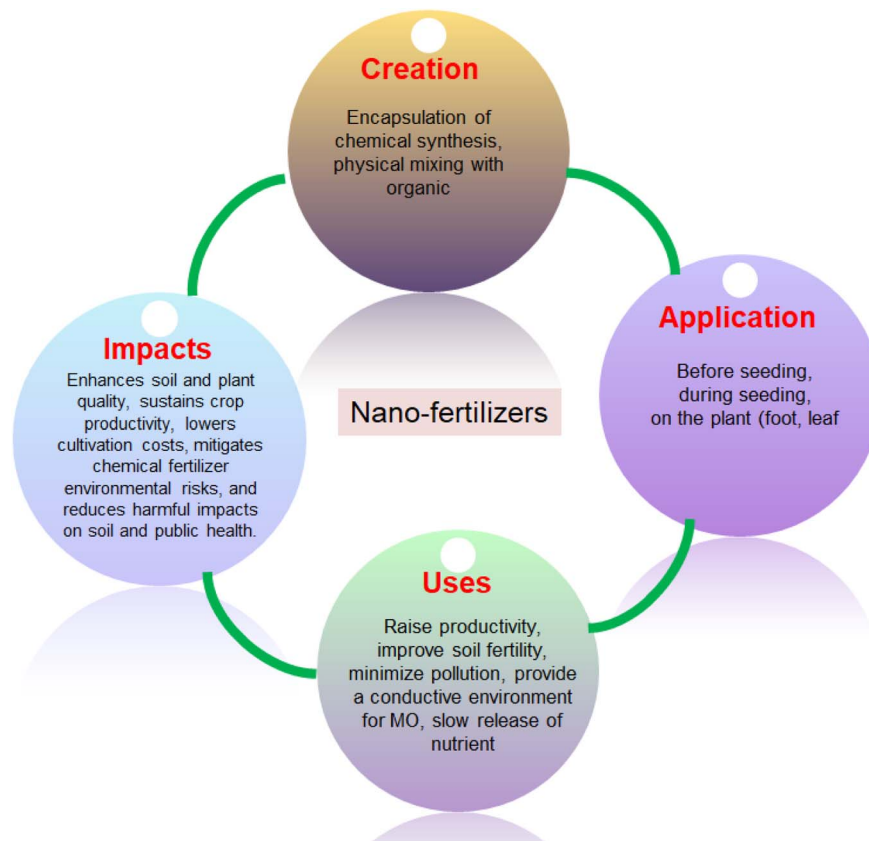 Creation
Encapsulation of
chemical synthesis,
physical mixing with
organic
Application
Before seeding,
during seeding,
on the plant (foot, leaf
Impacts
Enhances soil and plant
quality, sustains crop
productivity, lowers
cultivation costs, mitigates
chemical fertilizer
environmental risks, and
reduces harmful impacts
on soil and public health.
Nano-fertilizers
Uses
Raise productivity,
improve soil fertility,
minimize pollution, provide
a conductive environment
for MO, slow release of
nutrient